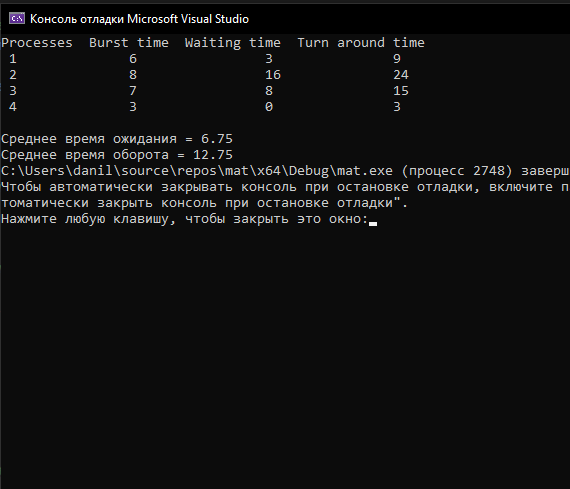 C:\ Консоль отладки Microsoft Visual Studio
Processes Burst time Waiting time Turn around time
1 6 3 9
2 8 16 24
3 7 8 15
4 3 0 3
Среднее время ожидания = 6.75
Среднее время оборота = 12.75
C:\Users\danil\source\repos\mat\x64\Debug\mat.exe (процесс 2748) заверш
Чтобы автоматически закрывать консоль при остановке отладки, включите п
томатически закрыть консоль при остановке отладки".
Нажмите любую клавишу, чтобы закрыть это окно: